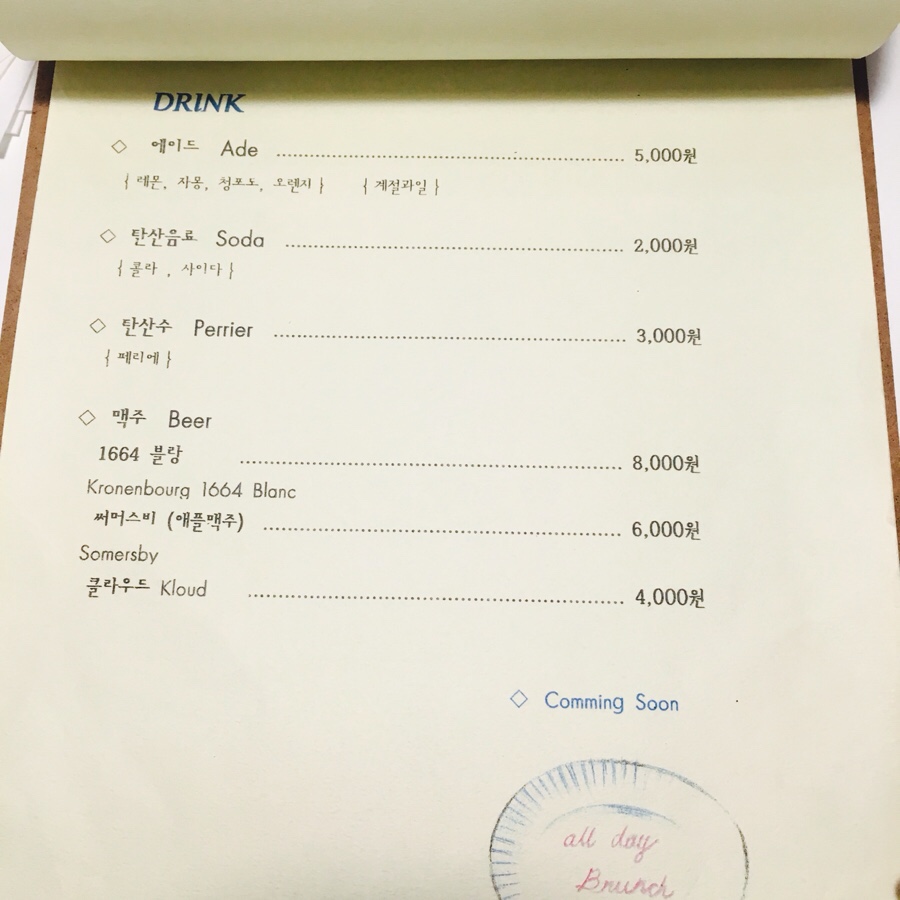 DRINK
◇ 에이드 Ade ........................ 5,000원
{ 레몬, 자몽, 청포도, 오렌지 } { 계절과일 }
◇ 탄산음료 Soda ........................ 2,000원
{ 콜라 , 사이다 }
◇ 탄산수 Perrier ........................ 3,000원
{ 페리에 }
◇ 맥주 Beer
1664 블랑 ........................ 8,000원
Kronenbourg 1664 Blanc
써머스비 (애플맥주) ........................ 6,000원
Somersby
클라우드 Kloud ........................ 4,000원
◇ Comming Soon
all day
Brunch